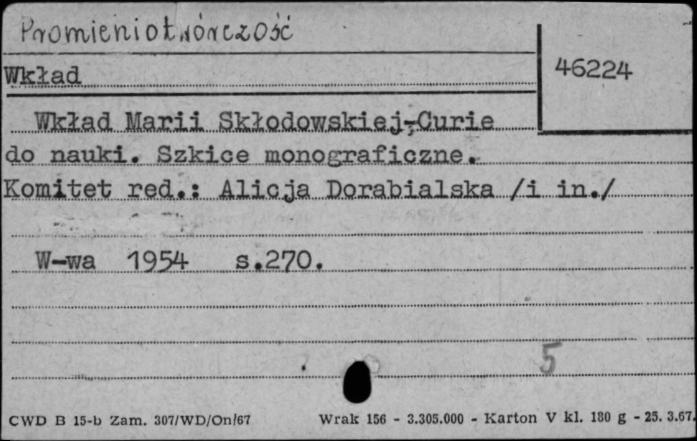 Promieniotwórczość
Wkład
46224
Wkład Marii Skłodowskiej-Curie
do nauki. Szkice monograficzne.
Komitet red.: Alicja Dorabialska /i in./
W-wa 1954 s.270.
5
CWD B 15-b Zam. 307/WD/On/67 Wrak 156 - 3.305.000 - Karton V kl. 180 g - 25. 3.67.